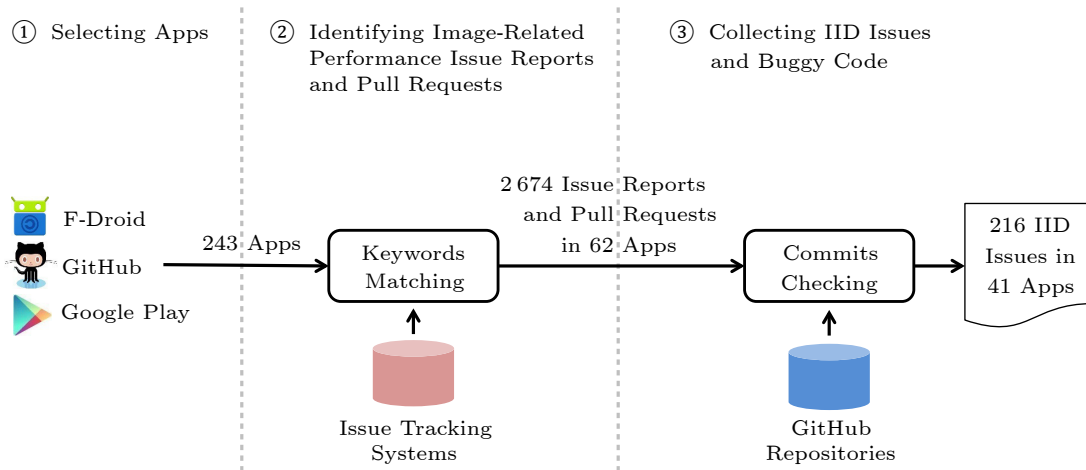 ① Selecting Apps
② Identifying Image-Related
Performance Issue Reports
and Pull Requests
③ Collecting IID Issues
and Buggy Code
F-Droid
GitHub
Google Play
243 Apps
Keywords
Matching
Issue Tracking
Systems
2 674 Issue Reports
and Pull Requests
in 62 Apps
Commits
Checking
GitHub
Repositories
216 IID
Issues in
41 Apps